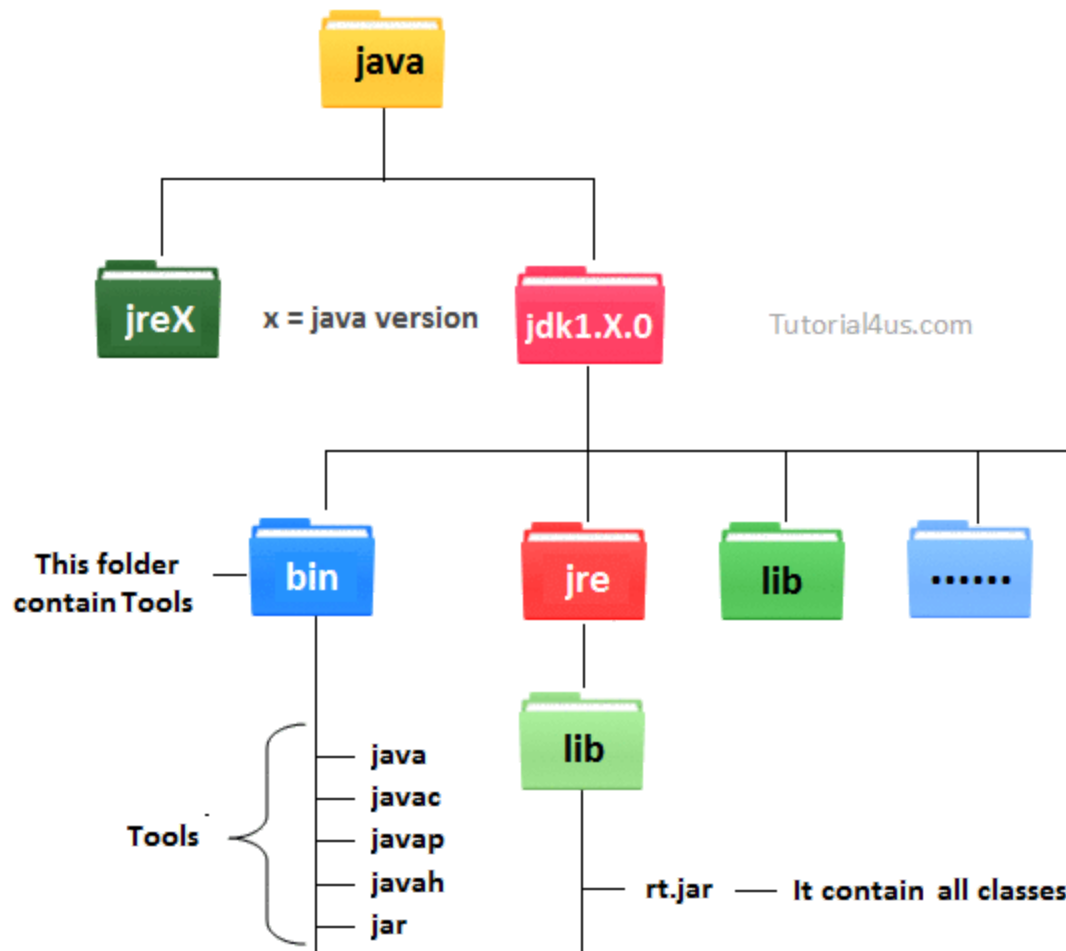 java
jreX
x = java version
jdk1.X.0
Tutorial4us.com
This folder
contain Tools
bin
jre
lib
......
lib
Tools
java
javac
javap
javah
jar
rt.jar
It contain all classes